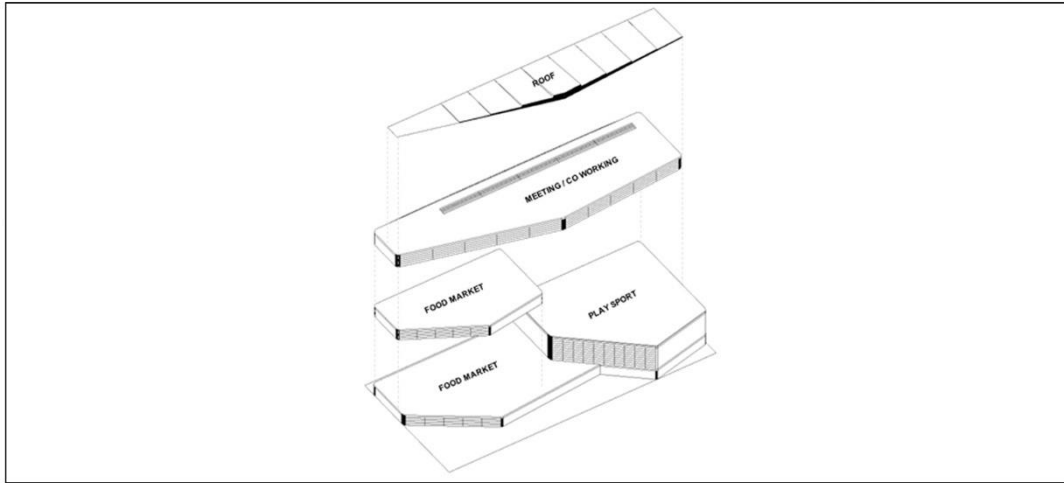 ROOF
MEETING / CO WORKING
FOOD MARKET
PLAY SPORT
FOOD MARKET